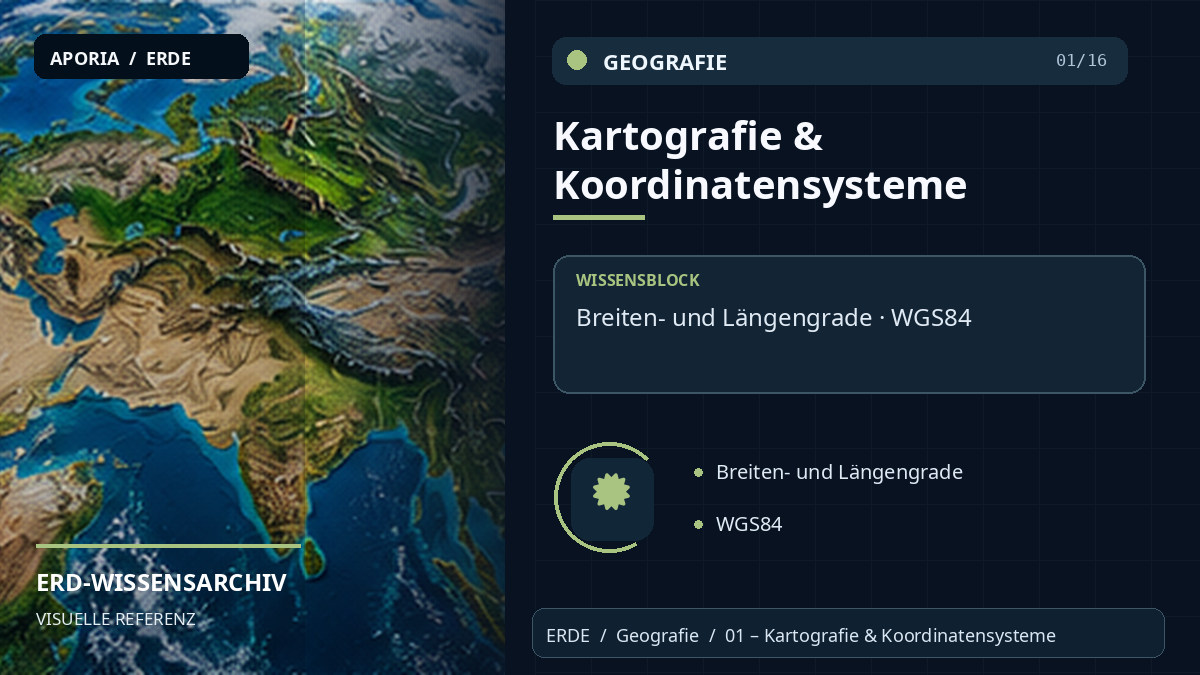 APORIA / ERDE
ERD-WISSENSARCHIV
VISUELLE REFERENZ
GEOGRAFIE
01/16
Kartografie &
Koordinatensysteme
WISSENSBLOCK
Breiten- und Längengrade · WGS84
Breiten- und Längengrade
WGS84
ERDE / Geografie / 01 – Kartografie & Koordinatensysteme